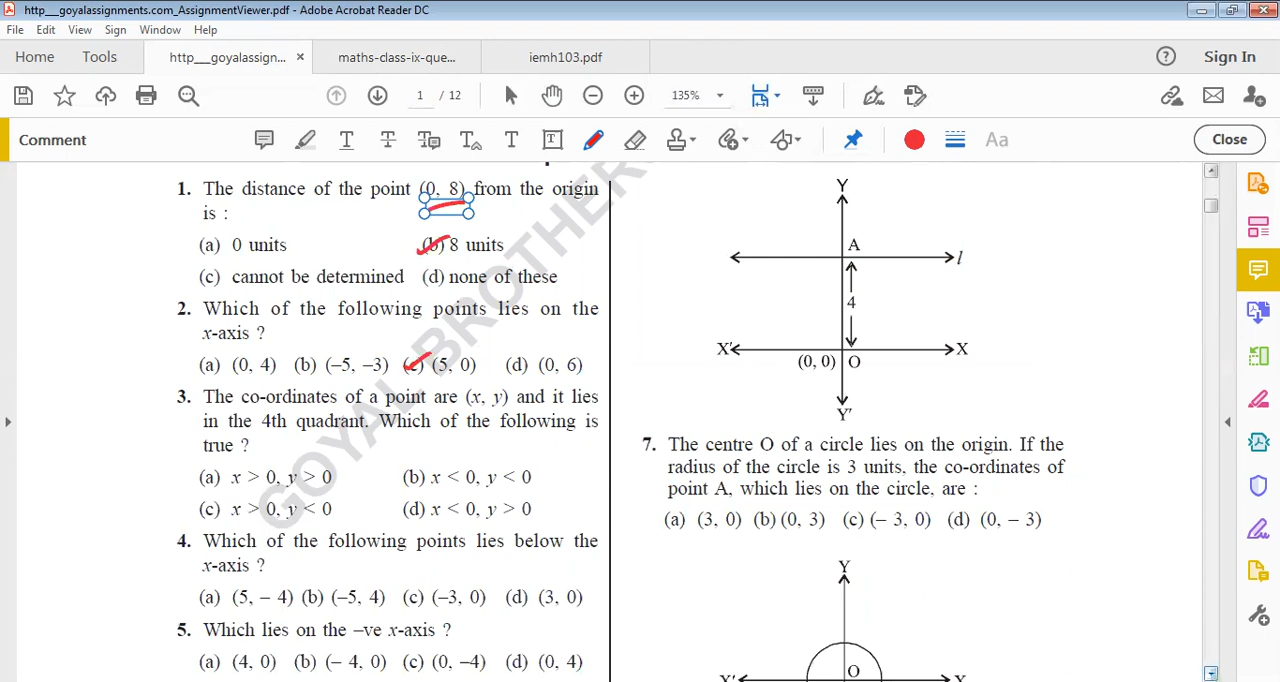 http___goyalassignments.com_AssignmentViewer.pdf - Adobe Acrobat Reader DC
File Edit View Sign Window Help
Home Tools http___goyalassign... × maths-class-ix-que... iemh103.pdf Sign In
1 / 12 135%
Comment Aa Close
1. The distance of the point (0, 8) from the origin
is :
(a) 0 units (b) 8 units
(c) cannot be determined (d) none of these
2. Which of the following points lies on the
x-axis ?
(a) (0, 4) (b) (−5, −3) (c) (5, 0) (d) (0, 6)
3. The co-ordinates of a point are (x, y) and it lies
in the 4th quadrant. Which of the following is
true ?
(a) x > 0, y > 0 (b) x < 0, y < 0
(c) x > 0, y < 0 (d) x < 0, y > 0
4. Which of the following points lies below the
x-axis ?
(a) (5, − 4) (b) (−5, 4) (c) (−3, 0) (d) (3, 0)
5. Which lies on the –ve x-axis ?
(a) (4, 0) (b) (− 4, 0) (c) (0, −4) (d) (0, 4)
GOYAL BROTHER
Y
A
l
4
X′ X
(0, 0) O
Y′
7. The centre O of a circle lies on the origin. If the
radius of the circle is 3 units, the co-ordinates of
point A, which lies on the circle, are :
(a) (3, 0) (b) (0, 3) (c) (− 3, 0) (d) (0, − 3)
Y
O
X′ X